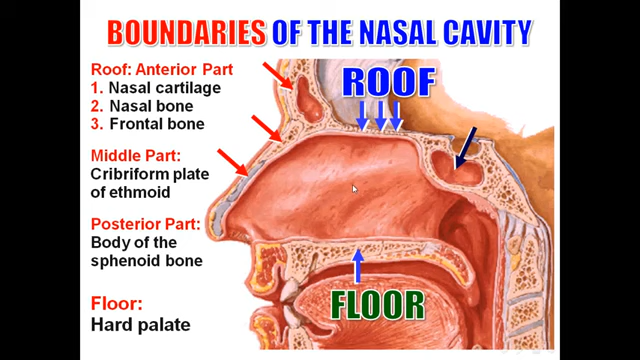 BOUNDARIES OF THE NASAL CAVITY
Roof: Anterior Part
1. Nasal cartilage
2. Nasal bone
3. Frontal bone
Middle Part:
Cribriform plate
of ethmoid
Posterior Part:
Body of the
sphenoid bone
Floor:
Hard palate
ROOF
FLOOR